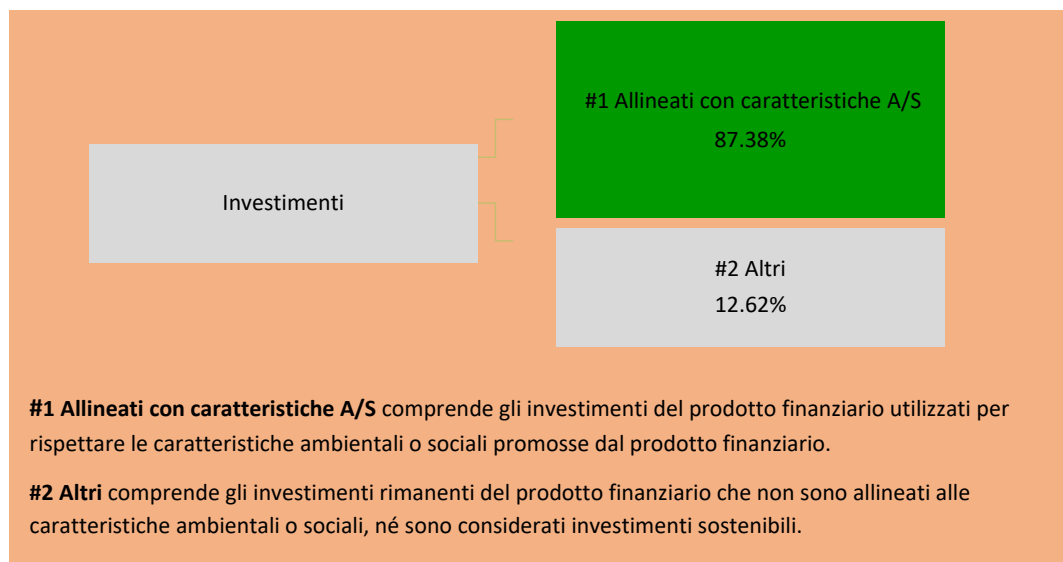 #1 Allineati con caratteristiche A/S
87.38%
Investimenti
#2 Altri
12.62%
#1 Allineati con caratteristiche A/S comprende gli investimenti del prodotto finanziario utilizzati per
rispettare le caratteristiche ambientali o sociali promosse dal prodotto finanziario.
#2 Altri comprende gli investimenti rimanenti del prodotto finanziario che non sono allineati alle
caratteristiche ambientali o sociali, né sono considerati investimenti sostenibili.